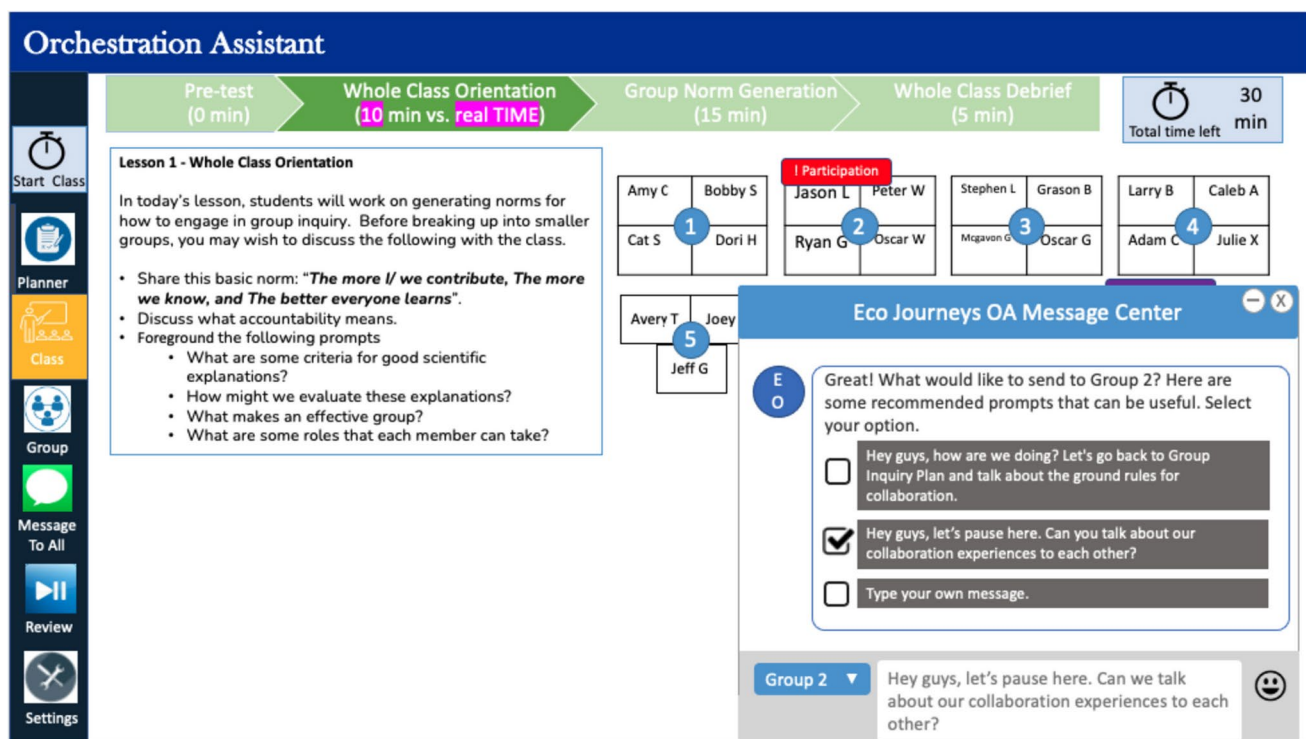 Orchestration Assistant
Pre-test
(0 min)
Whole Class Orientation
(10 min vs. real TIME)
Group Norm Generation
(15 min)
Whole Class Debrief
(5 min)
30
min
Total time left
Start Class
Planner
Class
Group
Message
To All
Review
Settings
Lesson 1 - Whole Class Orientation
In today's lesson, students will work on generating norms for
how to engage in group inquiry. Before breaking up into smaller
groups, you may wish to discuss the following with the class.
• Share this basic norm: "The more I/ we contribute, The more
we know, and The better everyone learns".
• Discuss what accountability means.
• Foreground the following prompts
• What are some criteria for good scientific
explanations?
• How might we evaluate these explanations?
• What makes an effective group?
• What are some roles that each member can take?
Amy C
Bobby S
1
Cat S
Dori H
! Participation
Jason L
Peter W
2
Ryan G
Oscar W
Stephen L
Grason B
3
Mcgavon G
Oscar G
Larry B
Caleb A
4
Adam C
Julie X
Avery T
Joey
5
Jeff G
Eco Journeys OA Message Center
X
E
O
Great! What would like to send to Group 2? Here are
some recommended prompts that can be useful. Select
your option.
Hey guys, how are we doing? Let's go back to Group
Inquiry Plan and talk about the ground rules for
collaboration.
Hey guys, let's pause here. Can you talk about our
collaboration experiences to each other?
Type your own message.
Group 2
Hey guys, let's pause here. Can we talk
about our collaboration experiences to each
other?